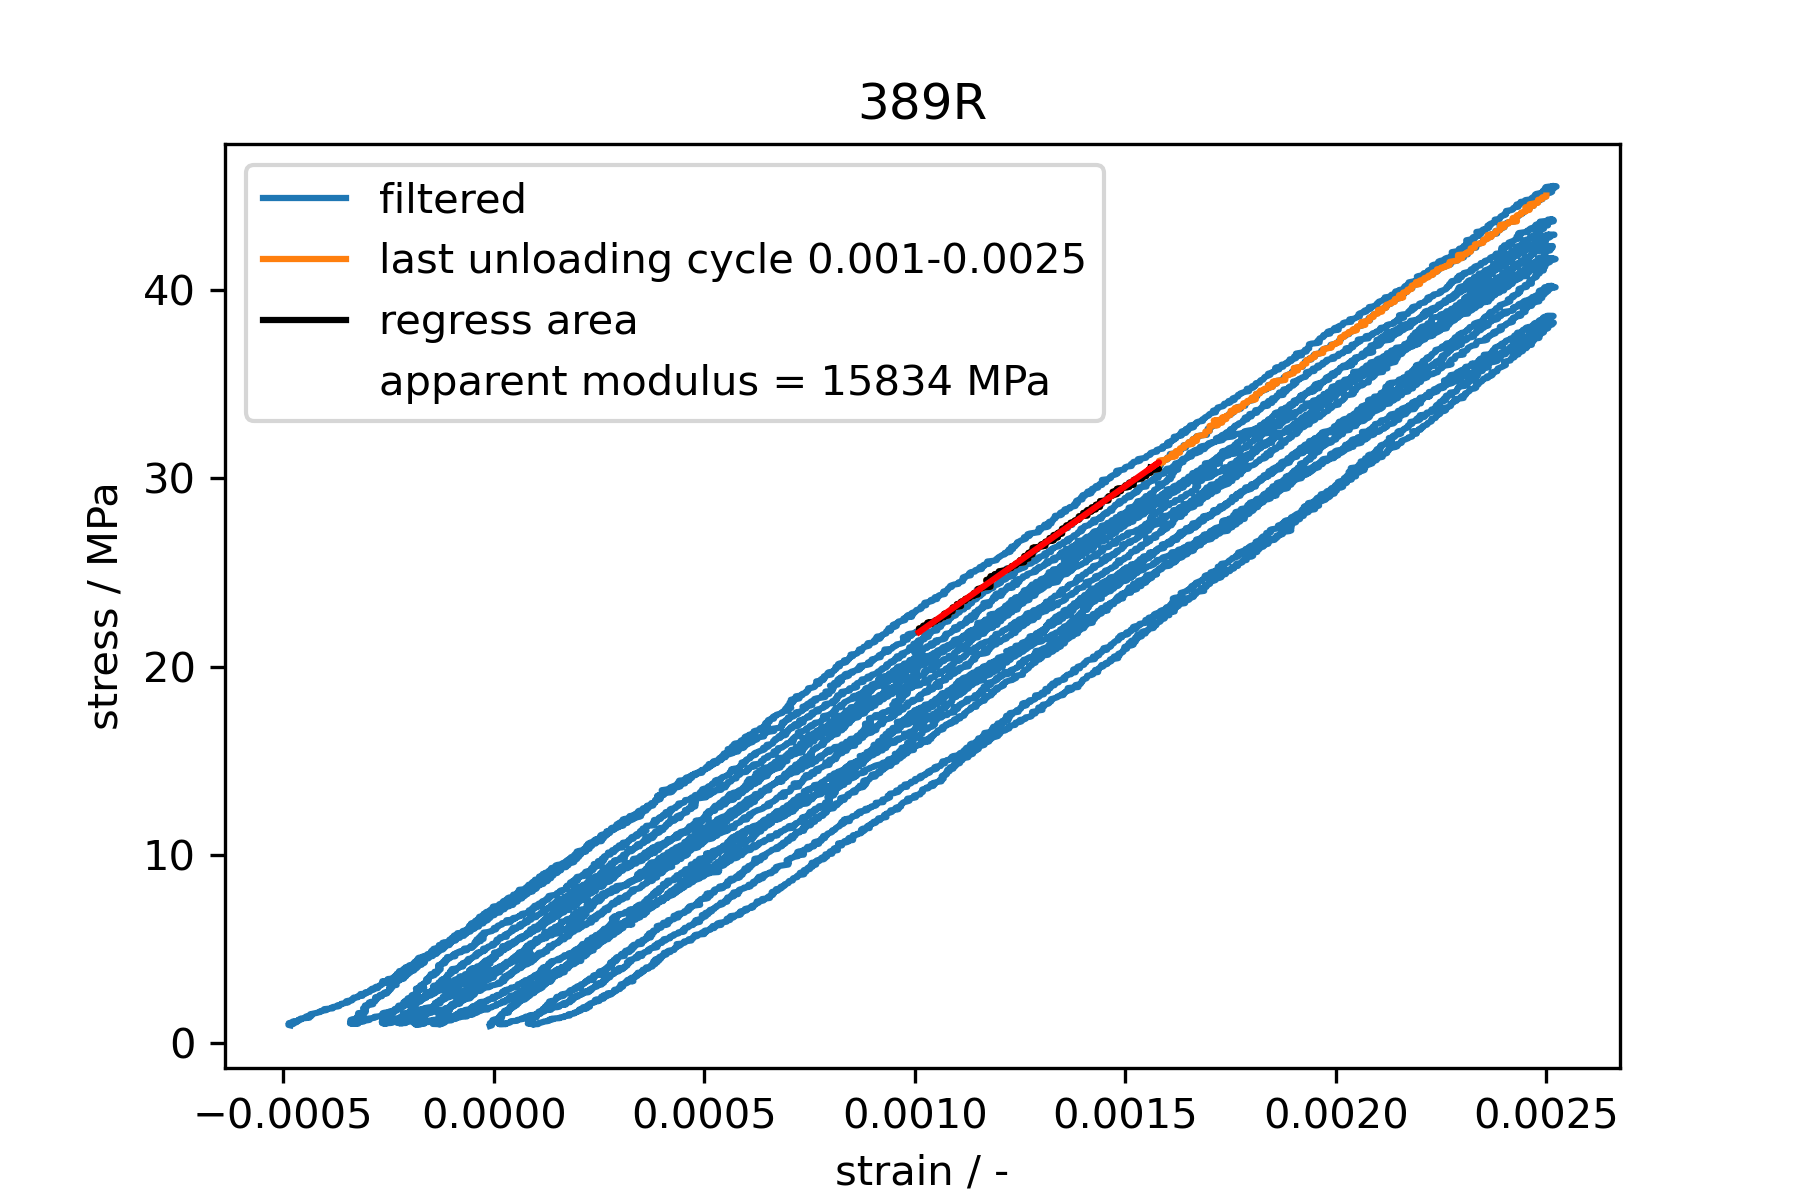 389R
filtered
last unloading cycle 0.001-0.0025
regress area
apparent modulus = 15834 MPa
stress / MPa
40
30
20
10
0
−0.0005 0.0000 0.0005 0.0010 0.0015 0.0020 0.0025
strain / -